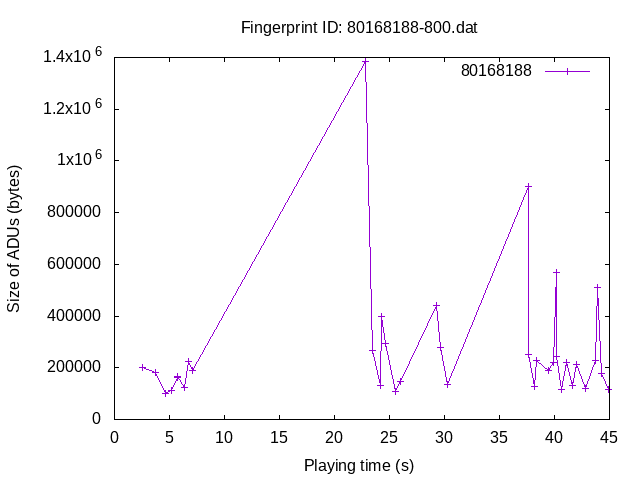 Fingerprint ID: 80168188-800.dat
80168188
1.4x10^6
1.2x10^6
1x10^6
800000
600000
400000
200000
0
Size of ADUs (bytes)
0 5 10 15 20 25 30 35 40 45
Playing time (s)